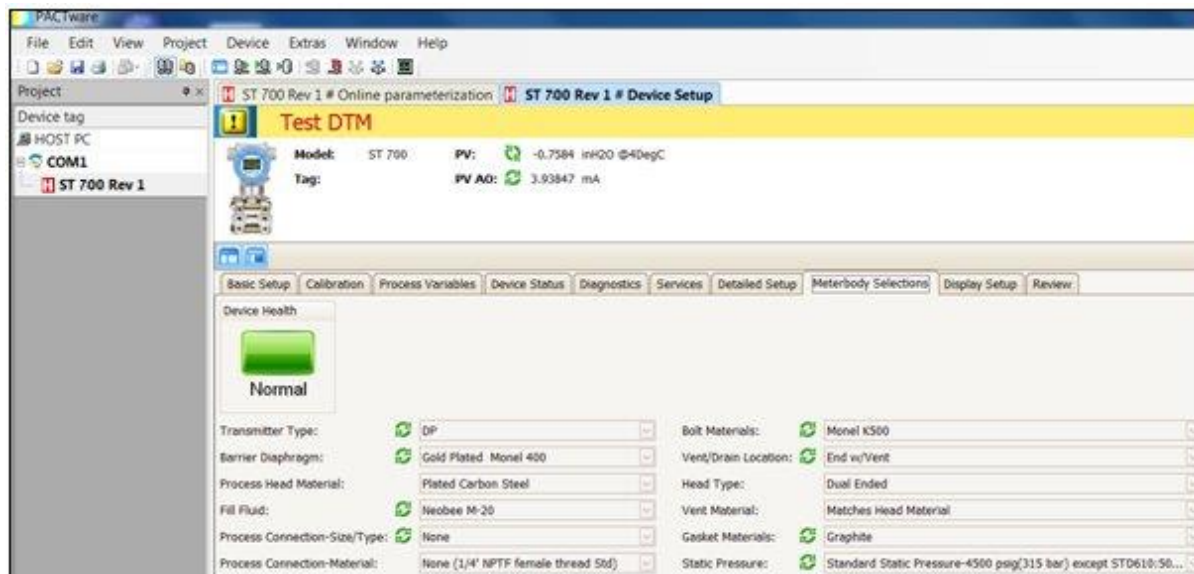 PACTware
File Edit View Project Device Extras Window Help
Project
ST 700 Rev 1 # Online parameterization ST 700 Rev 1 # Device Setup
Device tag
HOST PC
COM1
ST 700 Rev 1
Test DTM
Model: ST 700 PV: -0.7584 inH2O @4DegC
Tag: PV AO: 3.93847 mA
Basic Setup Calibration Process Variables Device Status Diagnostics Services Detailed Setup Meterbody Selections Display Setup Review
Device Health
Normal
Transmitter Type: DP Bolt Materials: Monel K500
Barrier Diaphragm: Gold Plated Monel 400 Vent/Drain Location: End w/Vent
Process Head Material: Plated Carbon Steel Head Type: Dual Ended
Fill Fluid: Neobee M-20 Vent Material: Matches Head Material
Process Connection-Size/Type: None Gasket Materials: Graphite
Process Connection-Material: None (1/4' NPTF female thread Std) Static Pressure: Standard Static Pressure-4500 psig(315 bar) except STD610:50...